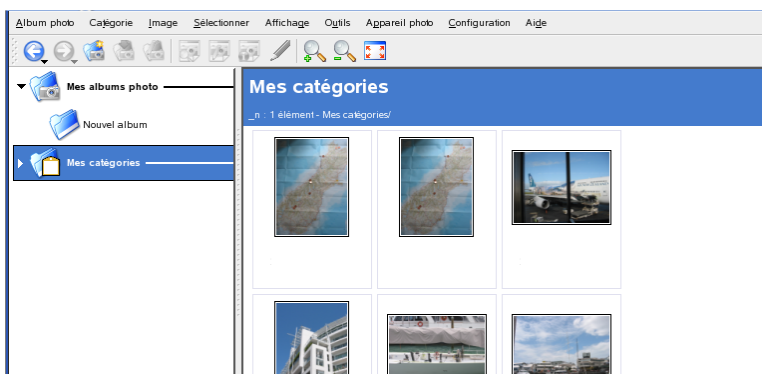 Album photo Catégorie Image Sélectionner Affichage Outils Appareil photo Configuration Aide
Mes albums photo
Nouvel album
Mes catégories
Mes catégories
_n : 1 élément - Mes catégories/